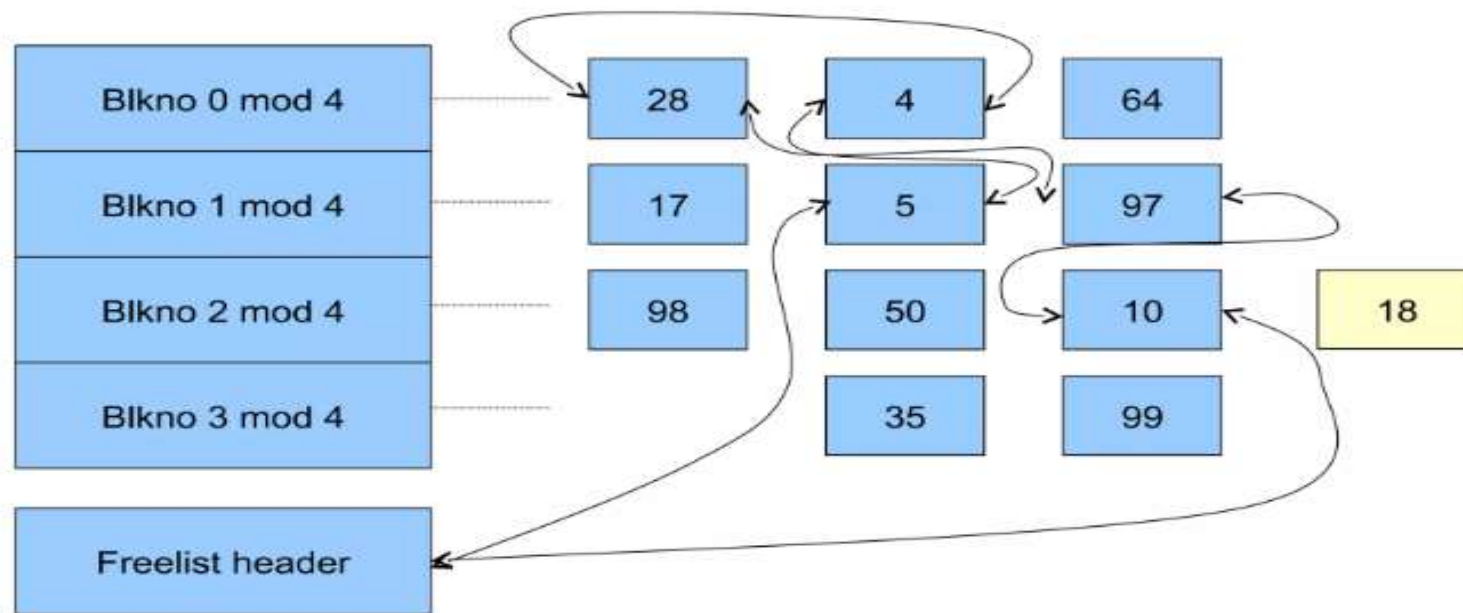 Blkno 0 mod 4 28 4 64
Blkno 1 mod 4 17 5 97
Blkno 2 mod 4 98 50 10 18
Blkno 3 mod 4 35 99
Freelist header